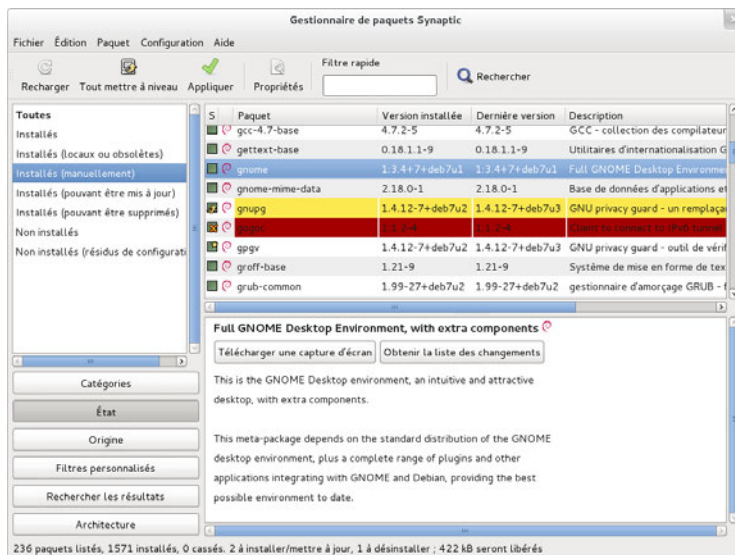 Gestionnaire de paquets Synaptic
Fichier Édition Paquet Configuration Aide
Recharger Tout mettre à niveau Appliquer Propriétés Filtre rapide Rechercher
Toutes
Installés
Installés (locaux ou obsolètes)
Installés (manuellement)
Installés (pouvant être mis à jour)
Installés (pouvant être supprimés)
Non installés
Non installés (résidus de configurati
S Paquet Version installée Dernière version Description
gcc-4.7-base 4.7.2-5 4.7.2-5 GCC - collection des compilateur
gettext-base 0.18.1.1-9 0.18.1.1-9 Utilitaires d'internationalisation G
gnome 1:3.4+7+deb7u1 1:3.4+7+deb7u1 Full GNOME Desktop Environme
gnome-mime-data 2.18.0-1 2.18.0-1 Base de données d'applications et
gnupg 1.4.12-7+deb7u2 1.4.12-7+deb7u3 GNU privacy guard - un remplaça
gogoc 1:1.2-4 1:1.2-4 Client to connect to IPv6 tunnel
gpgv 1.4.12-7+deb7u2 1.4.12-7+deb7u3 GNU privacy guard - outil de vérif
groff-base 1.21-9 1.21-9 Système de mise en forme de tex
grub-common 1.99-27+deb7u2 1.99-27+deb7u2 gestionnaire d'amorçage GRUB - f
Full GNOME Desktop Environment, with extra components
Télécharger une capture d'écran Obtenir la liste des changements
This is the GNOME Desktop environment, an intuitive and attractive
desktop, with extra components.
This meta-package depends on the standard distribution of the GNOME
desktop environment, plus a complete range of plugins and other
applications integrating with GNOME and Debian, providing the best
possible environment to date.
Catégories
État
Origine
Filtres personnalisés
Rechercher les résultats
Architecture
236 paquets listés, 1571 installés, 0 cassés. 2 à installer/mettre à jour, 1 à désinstaller ; 422 kB seront libérés